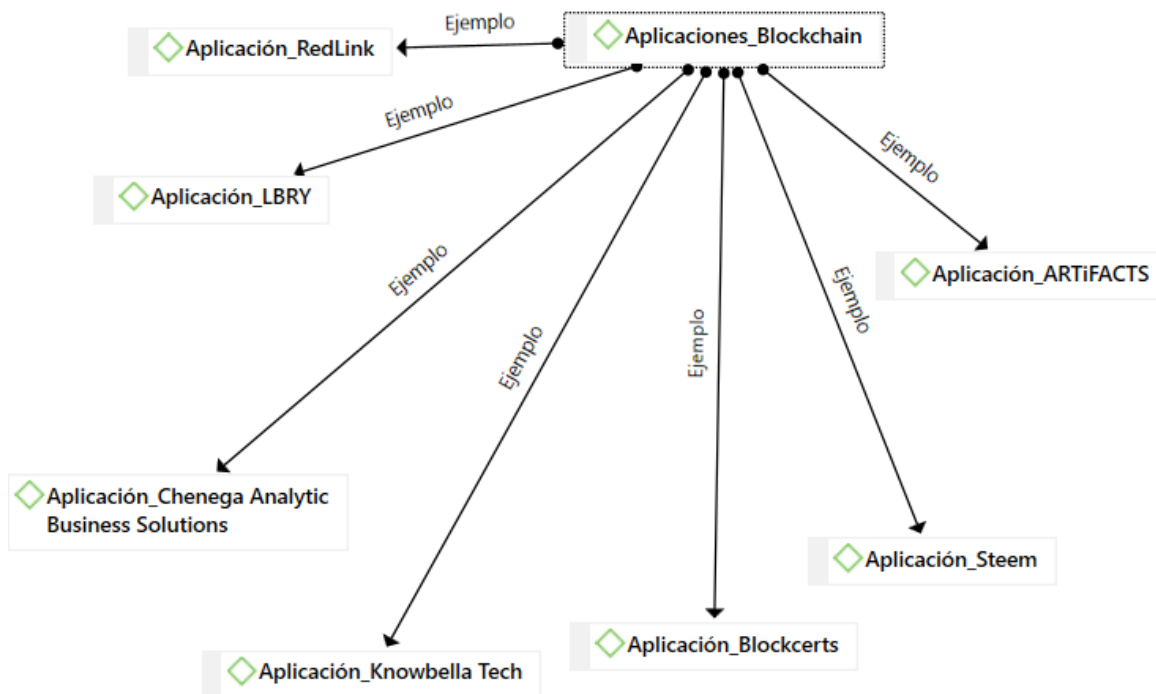 Ejemplo
Aplicaciones_Blockchain
Aplicación_RedLink
Ejemplo
Ejemplo
Aplicación_LBRY
Ejemplo
Aplicación_ARTiFACTS
Ejemplo
Ejemplo
Ejemplo
Aplicación_Chenega Analytic
Business Solutions
Aplicación_Steem
Aplicación_Blockcerts
Aplicación_Knowbella Tech